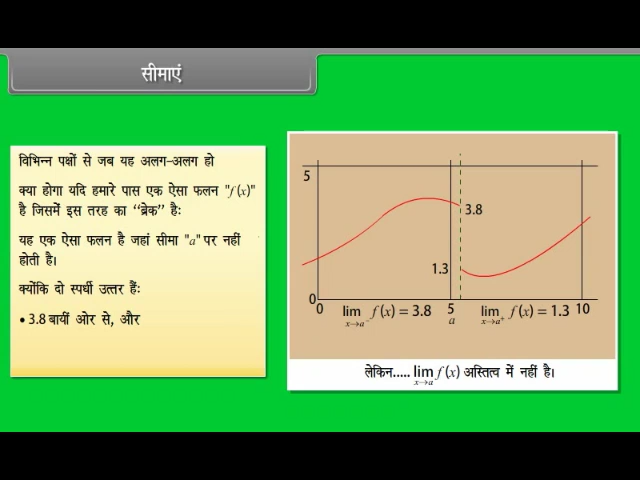 सीमाएं
विभिन्न पक्षों से जब यह अलग-अलग हो
क्या होगा यदि हमारे पास एक ऐसा फलन "f (x)"
है जिसमें इस तरह का “ब्रेक” है:
यह एक ऐसा फलन है जहां सीमा "a" पर नहीं
होती है।
क्योंकि दो स्पर्धी उत्तर हैं:
• 3.8 बायीं ओर से, और
5
3.8
1.3
0
0 5 10
a
lim f (x) = 3.8 lim f (x) = 1.3
x→a⁻ x→a⁺
लेकिन..... lim f (x) अस्तित्व में नहीं है।
x→a